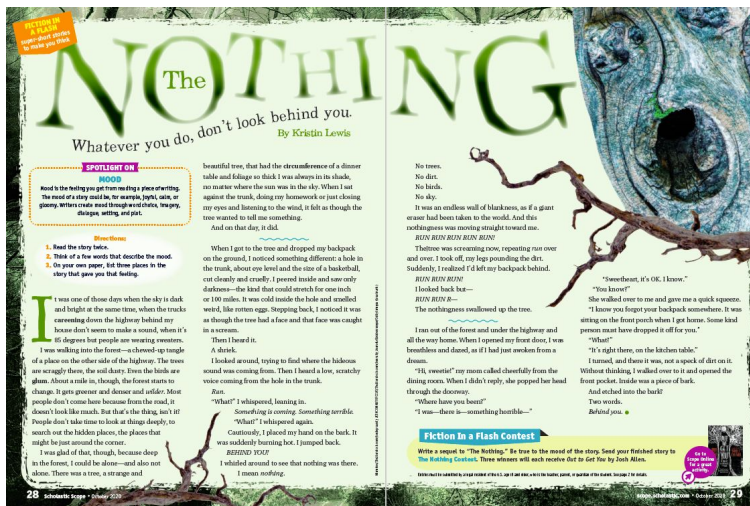 FICTION IN
A FLASH
super-short stories
to make you think
The
NOTHING
Whatever you do, don't look behind you.
By Kristin Lewis
SPOTLIGHT ON
MOOD
Mood is the feeling you get from reading a piece of writing.
The mood of a story could be, for example, joyful, calm, or
gloomy. Writers create mood through word choice, imagery,
dialogue, setting, and plot.
Directions:
1. Read the story twice.
2. Think of a few words that describe the mood.
3. On your own paper, list three places in the
story that gave you that feeling.
It was one of those days when the sky is dark
and bright at the same time, when the trucks
careening down the highway behind my
house don't seem to make a sound, when it's
85 degrees but people are wearing sweaters.
I was walking in the forest—a chewed-up tangle
of a place on the other side of the highway. The trees
are scraggly there, the soil dusty. Even the birds are
glum. About a mile in, though, the forest starts to
change. It gets greener and denser and wilder. Most
people don't come here because from the road, it
doesn't look like much. But that's the thing, isn't it?
People don't take time to look at things deeply, to
search out the hidden places, the places that
might be just around the corner.
I was glad of that, though, because deep
in the forest, I could be alone—and also not
alone. There was a tree, a strange and
28 Scholastic Scope • October 2020
beautiful tree, that had the circumference of a dinner
table and foliage so thick I was always in its shade,
no matter where the sun was in the sky. When I sat
against the trunk, doing my homework or just closing
my eyes and listening to the wind, it felt as though the
tree wanted to tell me something.
And on that day, it did.
When I got to the tree and dropped my backpack
on the ground, I noticed something different: a hole in
the trunk, about eye level and the size of a basketball,
cut cleanly and cruelly. I peered inside and saw only
darkness—the kind that could stretch for one inch
or 100 miles. It was cold inside the hole and smelled
weird, like rotten eggs. Stepping back, I noticed it was
as though the tree had a face and that face was caught
in a scream.
Then I heard it.
A shriek.
I looked around, trying to find where the hideous
sound was coming from. Then I heard a low, scratchy
voice coming from the hole in the trunk.
Run.
"What?" I whispered, leaning in.
Something is coming. Something terrible.
"What?" I whispered again.
Cautiously, I placed my hand on the bark. It
was suddenly burning hot. I jumped back.
BEHIND YOU!
I whirled around to see that nothing was there.
I mean nothing.
No trees.
No dirt.
No birds.
No sky.
It was an endless wall of blankness, as if a giant
eraser had been taken to the world. And this
nothingness was moving straight toward me.
RUN RUN RUN RUN RUN!
The tree was screaming now, repeating run over
and over. I took off, my legs pounding the dirt.
Suddenly, I realized I'd left my backpack behind.
RUN RUN RUN!
I looked back but—
RUN RUN R—
The nothingness swallowed up the tree.
I ran out of the forest and under the highway and
all the way home. When I opened my front door, I was
breathless and dazed, as if I had just awoken from a
dream.
"Hi, sweetie!" my mom called cheerfully from the
dining room. When I didn't reply, she popped her head
through the doorway.
"Where have you been?"
"I was—there is—something horrible—"
"Sweetheart, it's OK. I know."
"You know?"
She walked over to me and gave me a quick squeeze.
"I know you forgot your backpack somewhere. It was
sitting on the front porch when I got home. Some kind
person must have dropped it off for you."
"What!"
"It's right there, on the kitchen table."
I turned, and there it was, not a speck of dirt on it.
Without thinking, I walked over to it and opened the
front pocket. Inside was a piece of bark.
And etched into the bark?
Two words.
Behind you.
Fiction In a Flash Contest
Write a sequel to "The Nothing." Be true to the mood of the story. Send your finished story to
The Nothing Contest. Three winners will each receive Out to Get You by Josh Allen.
Entries must be submitted by a legal resident of the U.S. age 18 and older, who is the teacher, parent, or guardian of the student. See page 2 for details.
Go to
Scope Online
for a great
activity.
scope.scholastic.com • October 2020 29